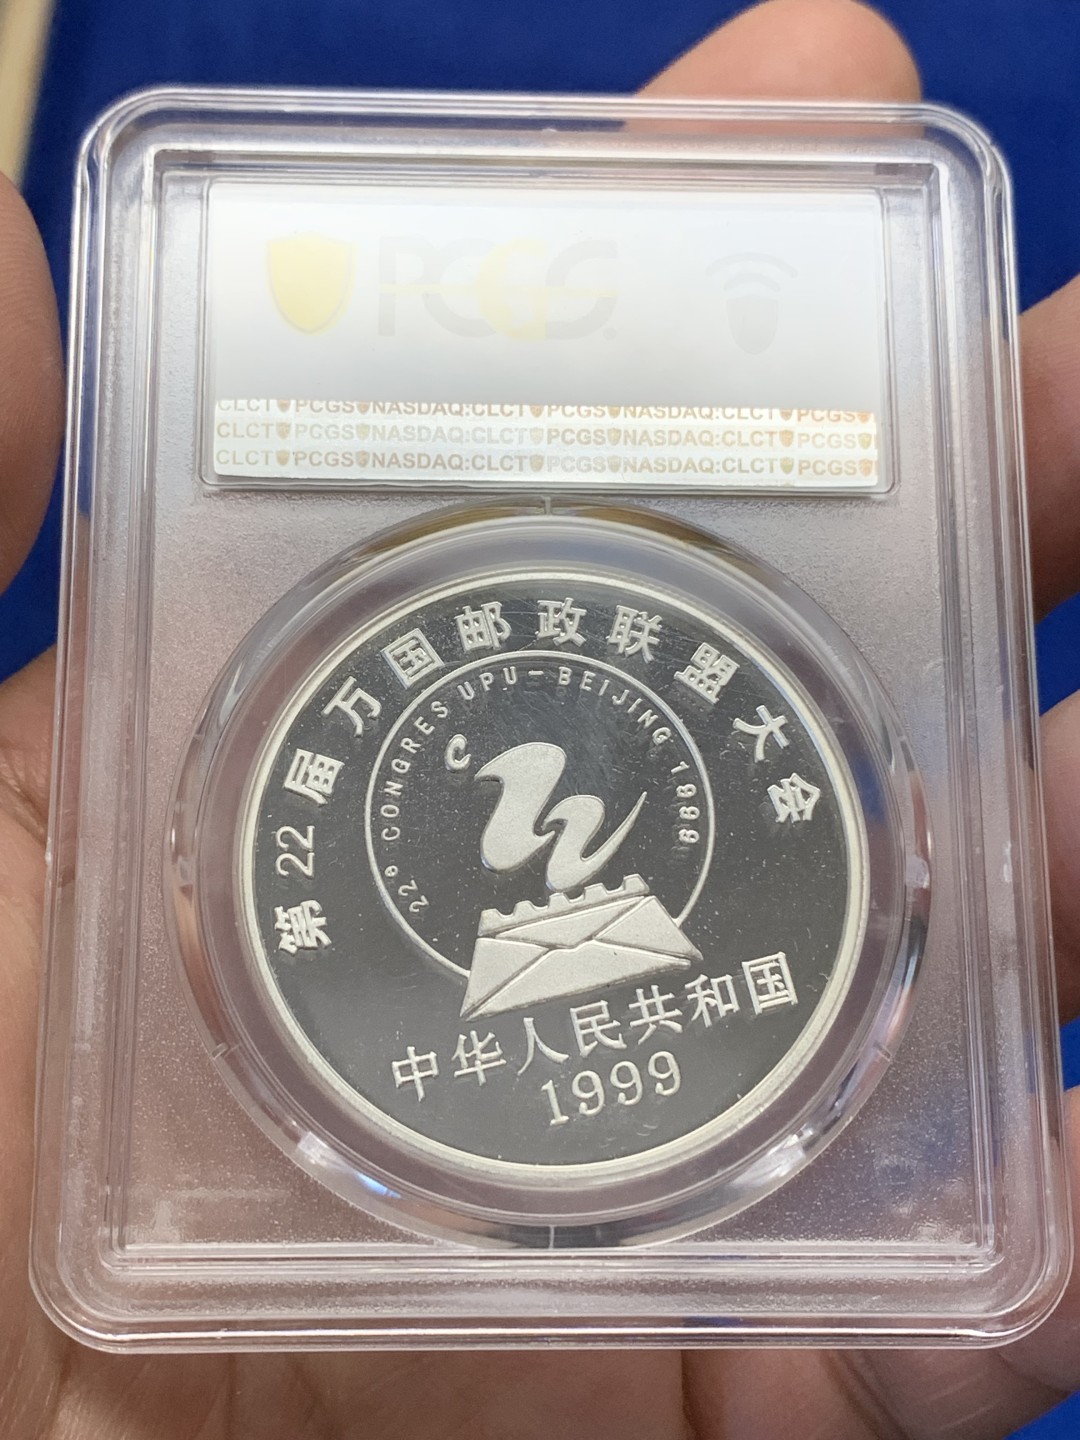 PCGS
CLCT PCGS NASDAQ:CLCT PCGS NASDAQ:CLCT PCGS
CLCT PCGS NASDAQ:CLCT PCGS NASDAQ:CLCT PCGS
CLCT PCGS NASDAQ:CLCT PCGS NASDAQ:CLCT PCGS
第22届万国邮政联盟大会
22e CONGRES UPU-BEIJING 1999
中华人民共和国
1999